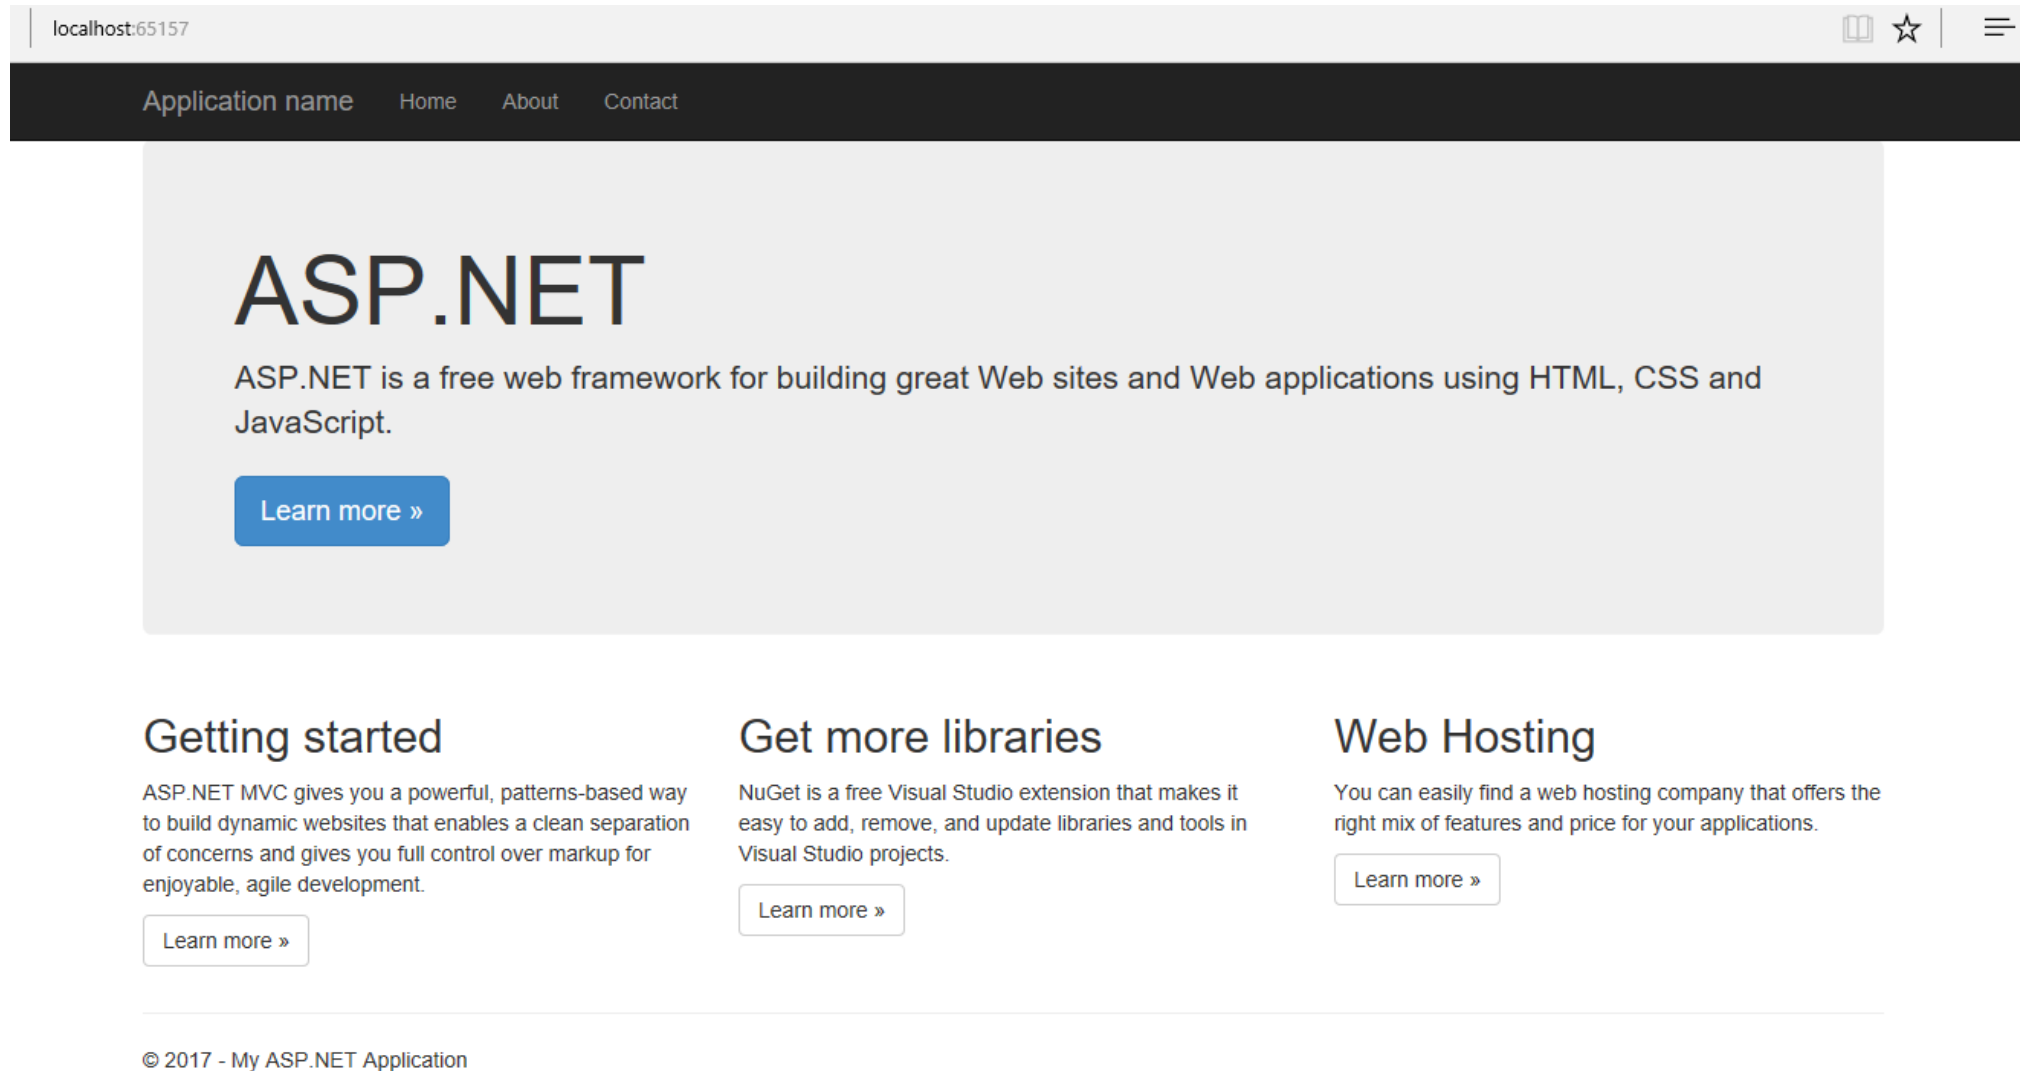 localhost:65157
Application name Home About Contact
ASP.NET
ASP.NET is a free web framework for building great Web sites and Web applications using HTML, CSS and
JavaScript.
Learn more »
Getting started
ASP.NET MVC gives you a powerful, patterns-based way
to build dynamic websites that enables a clean separation
of concerns and gives you full control over markup for
enjoyable, agile development.
Learn more »
Get more libraries
NuGet is a free Visual Studio extension that makes it
easy to add, remove, and update libraries and tools in
Visual Studio projects.
Learn more »
Web Hosting
You can easily find a web hosting company that offers the
right mix of features and price for your applications.
Learn more »
© 2017 - My ASP.NET Application